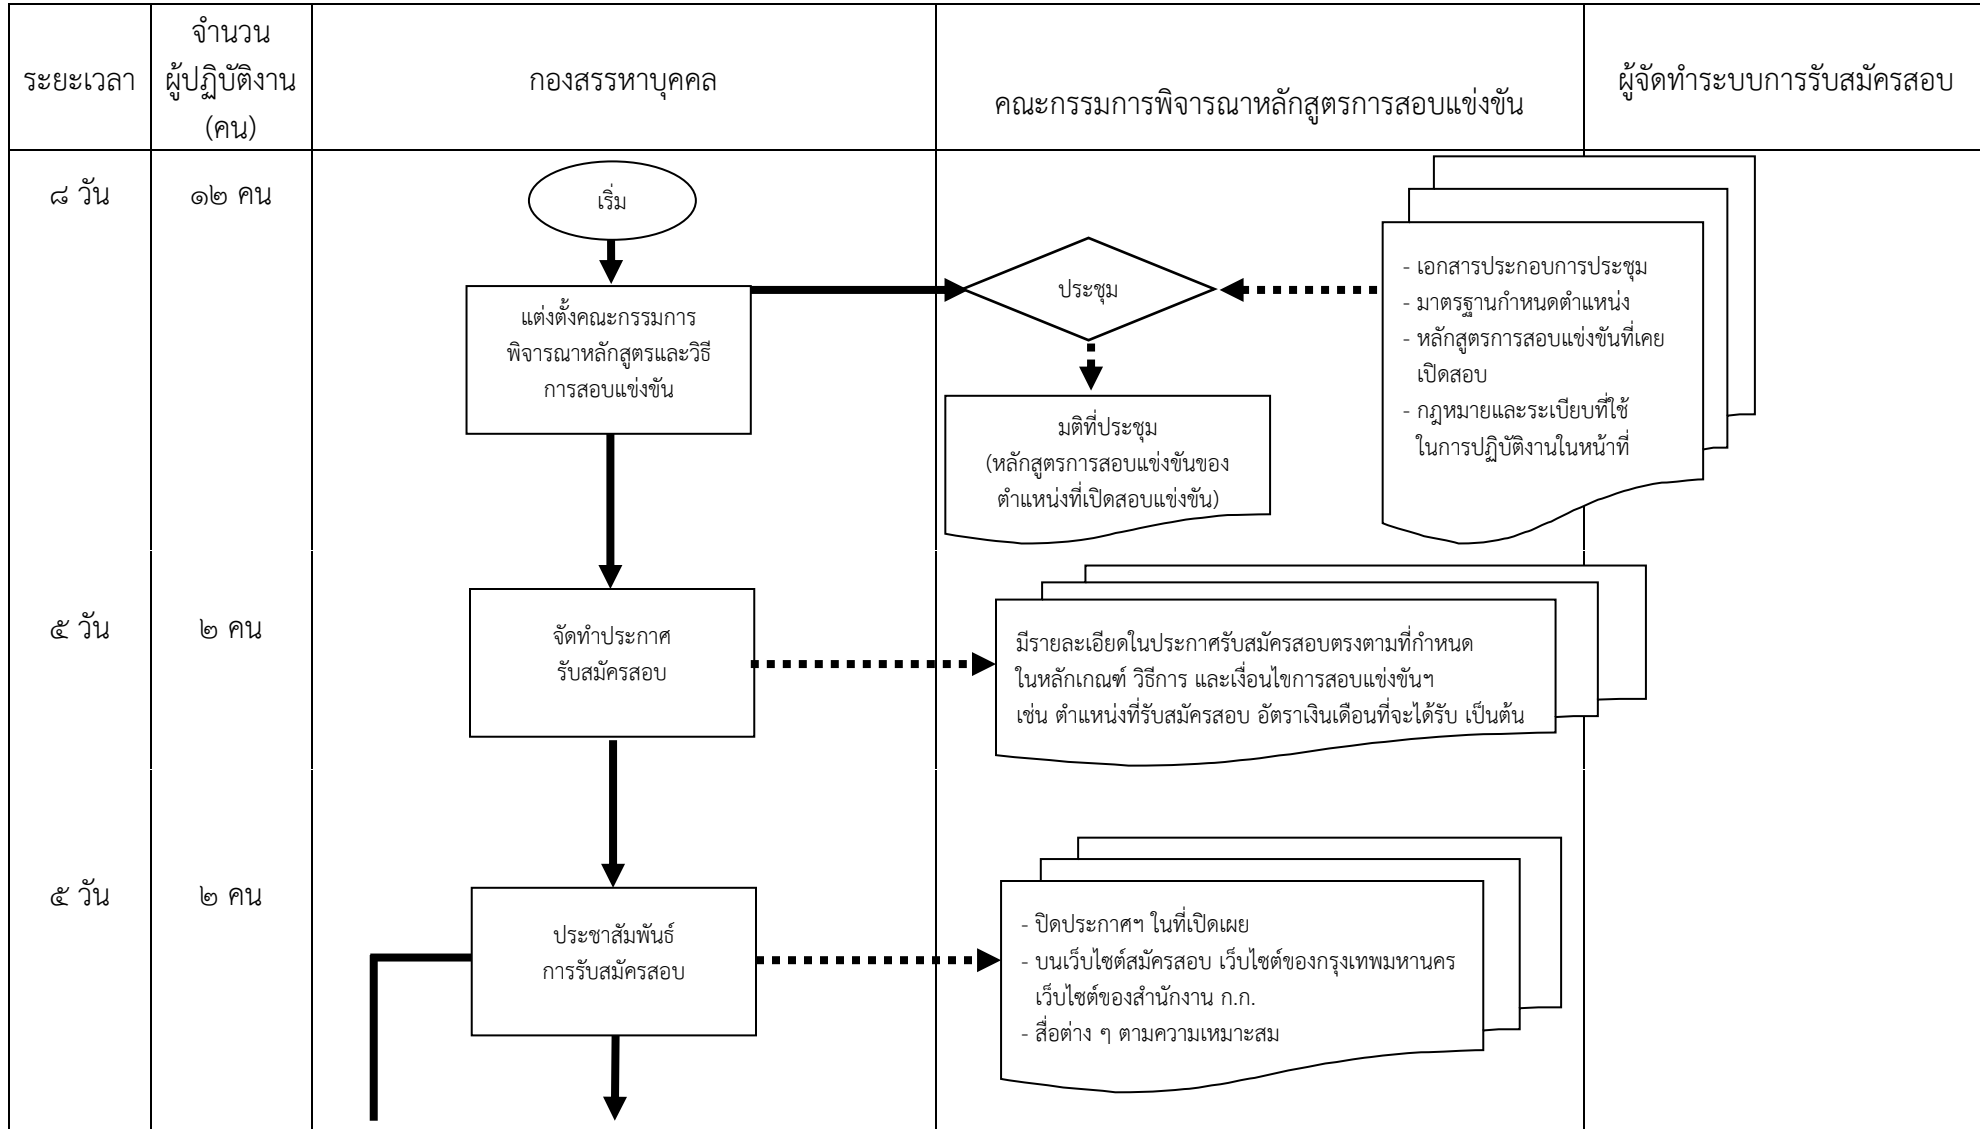 ระยะเวลา
จำนวน
ผู้ปฏิบัติงาน
(คน)
กองสรรหาบุคคล
คณะกรรมการพิจารณาหลักสูตรการสอบแข่งขัน
ผู้จัดทำระบบการรับสมัครสอบ
๘ วัน
๑๒ คน
เริ่ม
แต่งตั้งคณะกรรมการ
พิจารณาหลักสูตรและวิธี
การสอบแข่งขัน
ประชุม
- เอกสารประกอบการประชุม
- มาตรฐานกำหนดตำแหน่ง
- หลักสูตรการสอบแข่งขันที่เคย
เปิดสอบ
- กฎหมายและระเบียบที่ใช้
ในการปฏิบัติงานในหน้าที่
มติที่ประชุม
(หลักสูตรการสอบแข่งขันของ
ตำแหน่งที่เปิดสอบแข่งขัน)
๕ วัน
๒ คน
จัดทำประกาศ
รับสมัครสอบ
มีรายละเอียดในประกาศรับสมัครสอบตรงตามที่กำหนด
ในหลักเกณฑ์ วิธีการ และเงื่อนไขการสอบแข่งขันฯ
เช่น ตำแหน่งที่รับสมัครสอบ อัตราเงินเดือนที่จะได้รับ เป็นต้น
๕ วัน
๒ คน
ประชาสัมพันธ์
การรับสมัครสอบ
- ปิดประกาศฯ ในที่เปิดเผย
- บนเว็บไซต์สมัครสอบ เว็บไซต์ของกรุงเทพมหานคร
เว็บไซต์ของสำนักงาน ก.ก.
- สื่อต่าง ๆ ตามความเหมาะสม